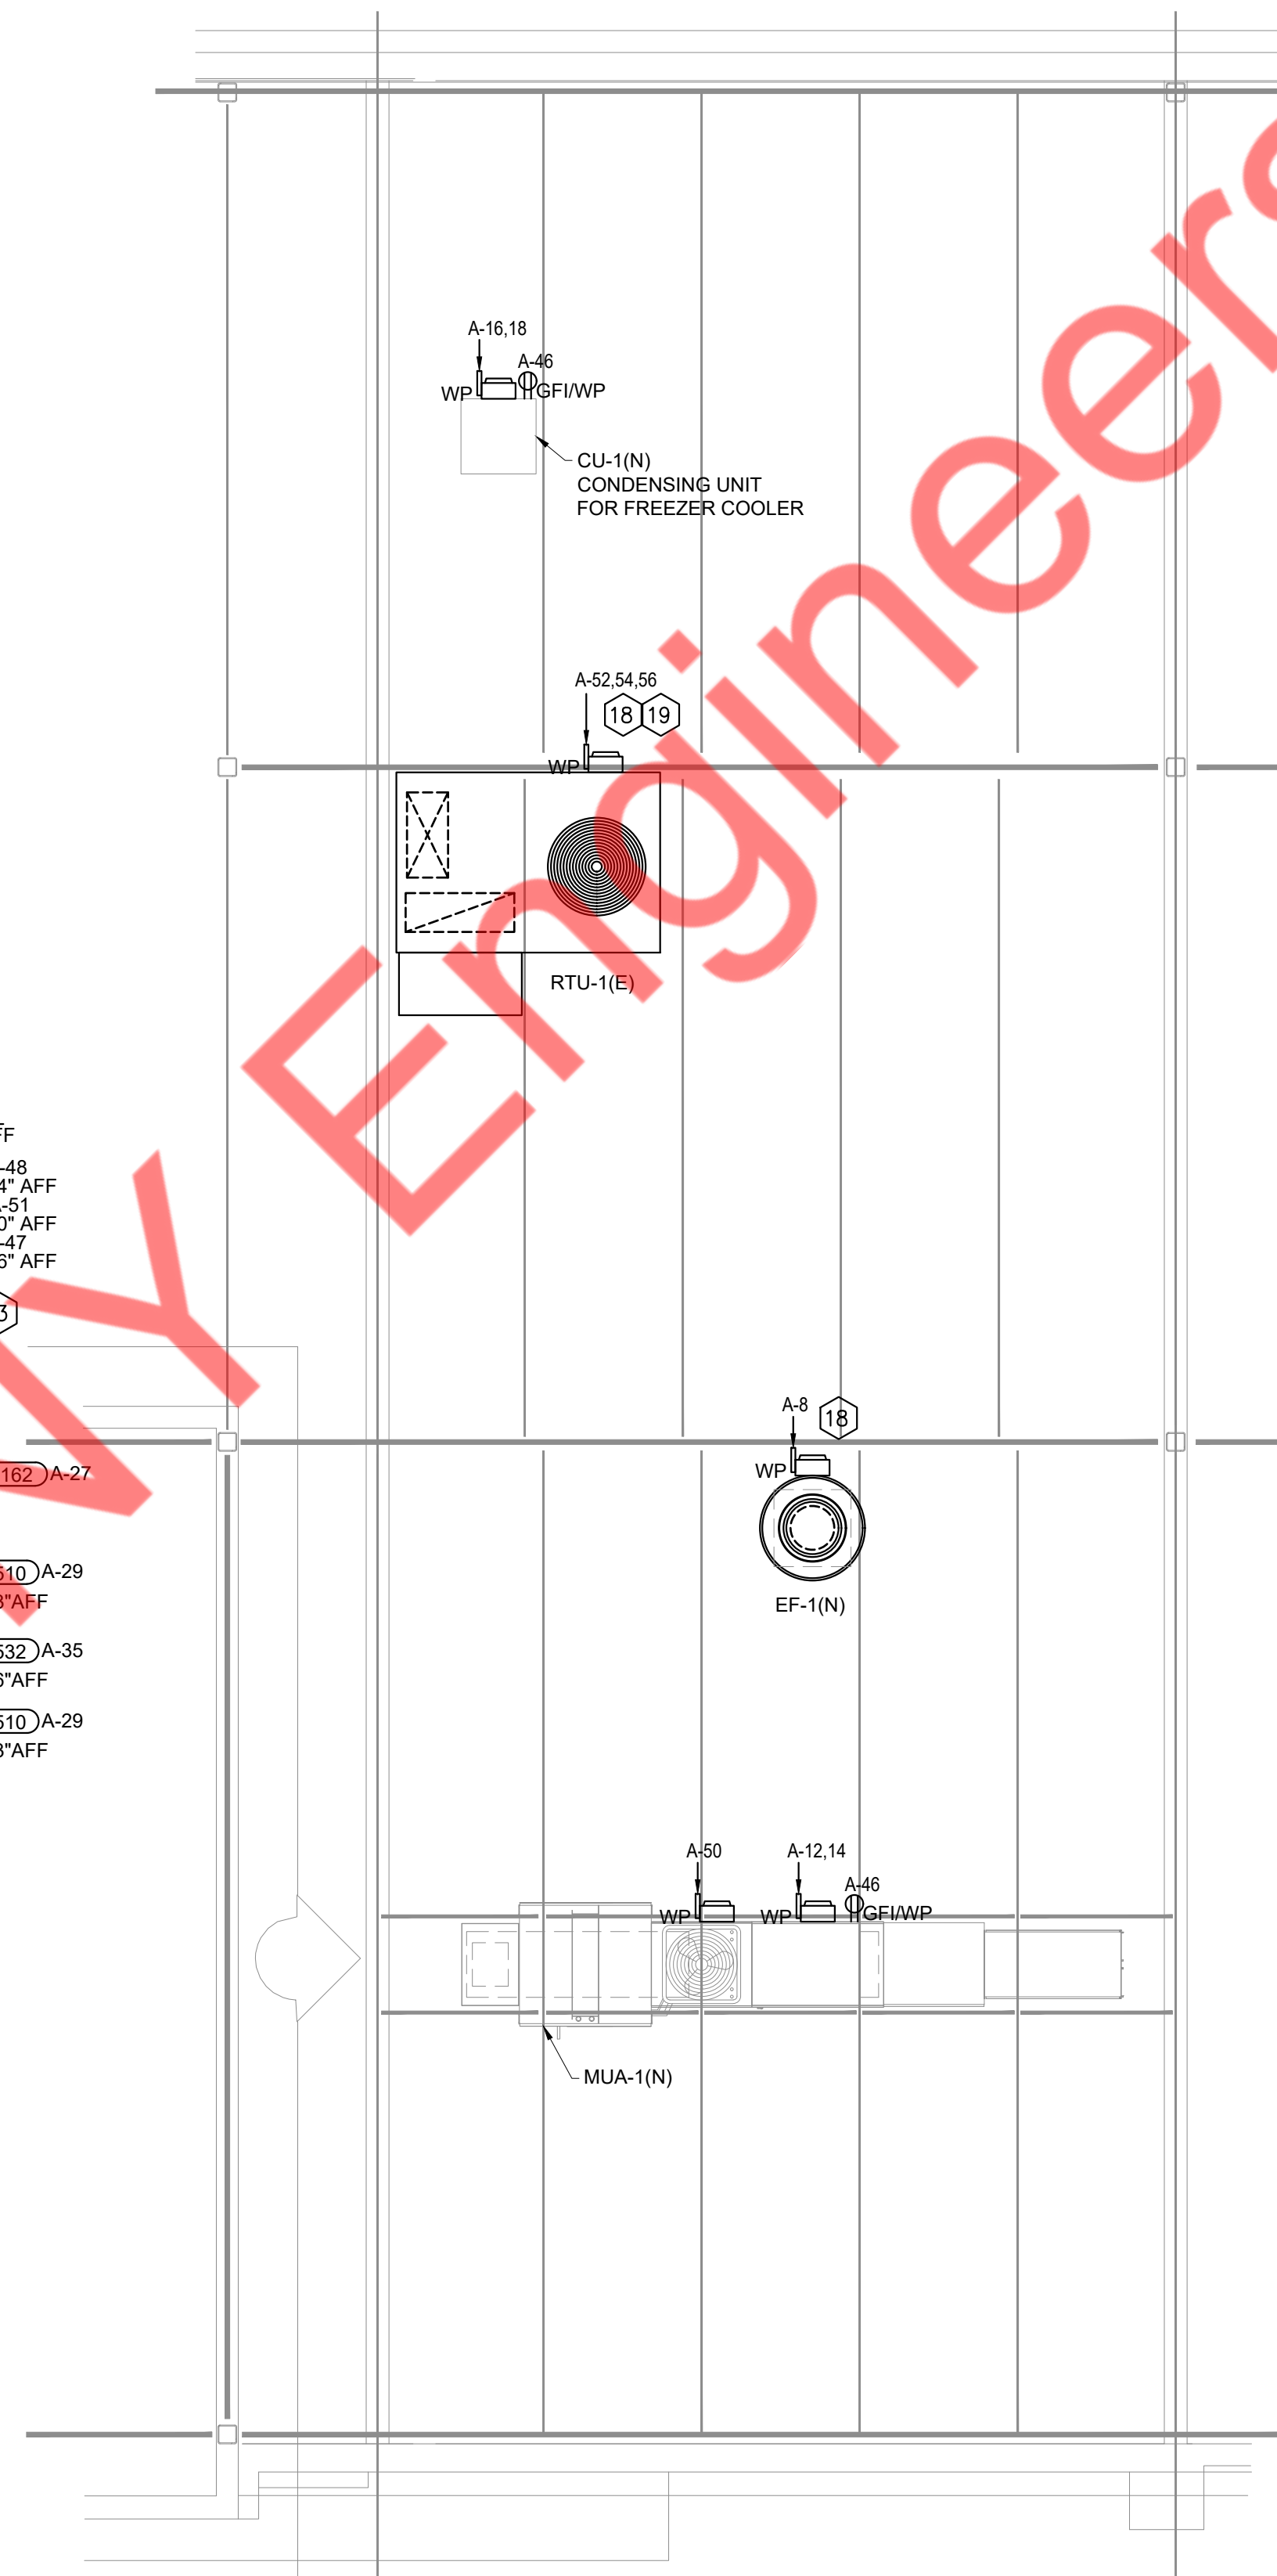 A-16,18
A-46
WP
GFI/WP
CU-1(N)
CONDENSING UNIT
FOR FREEZER COOLER
A-52,54,56
18 19
WP
RTU-1(E)
-48
4" AFF
-51
0" AFF
-47
6" AFF
A-8
18
WP
162 A-27
510 A-29
3"AFF
EF-1(N)
532 A-35
6"AFF
510 A-29
3"AFF
A-50
A-12,14
A-46
WP
WP
GFI/WP
MUA-1(N)
NY Engineers